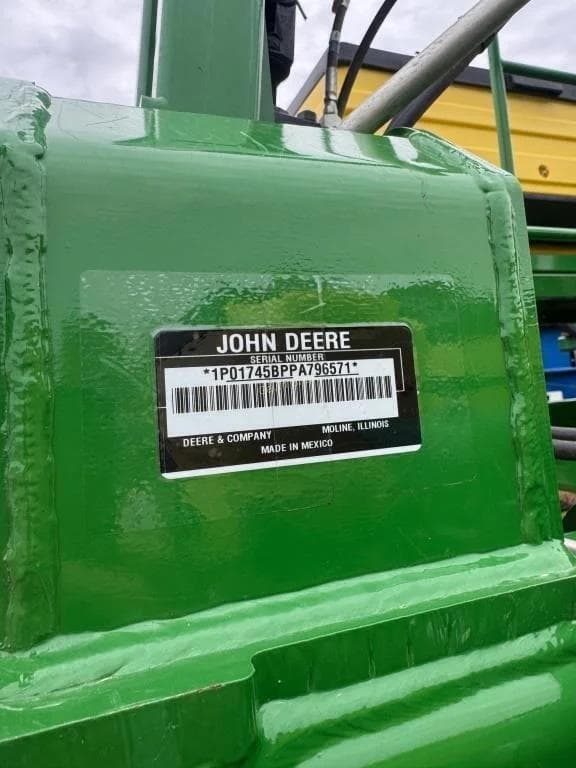 JOHN DEERE
SERIAL NUMBER
*1P01745BPPA796571*
DEERE & COMPANY MOLINE, ILLINOIS
MADE IN MEXICO